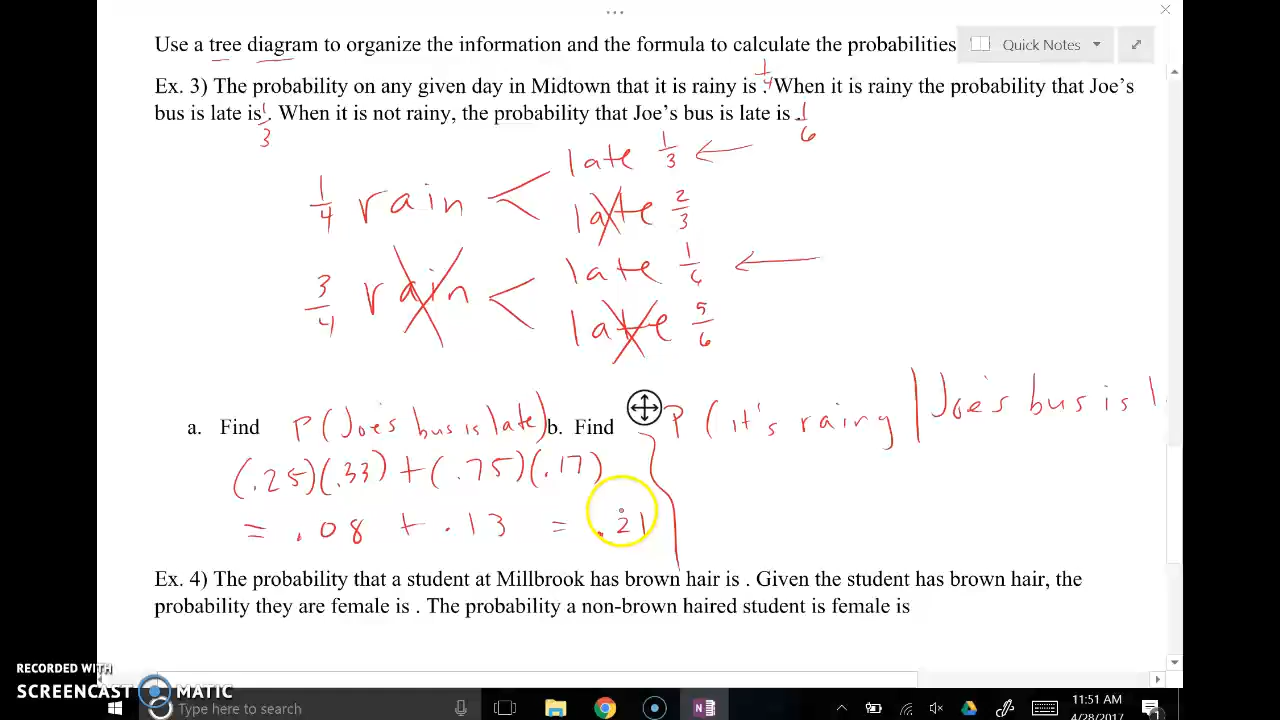 Use a tree diagram to organize the information and the formula to calculate the probabilities
Quick Notes
Ex. 3) The probability on any given day in Midtown that it is rainy is 1/4. When it is rainy the probability that Joe's
bus is late is 1/3. When it is not rainy, the probability that Joe's bus is late is . 1/6
late 1/3
1/4 rain < late 2/3
late 1/6
3/4 rain < late 5/6
a. Find P(Joe's bus is late) b. Find P(it's rainy | Joe's bus is l
(.25)(.33) + (.75)(.17)
= .08 + .13 = .21
Ex. 4) The probability that a student at Millbrook has brown hair is . Given the student has brown hair, the
probability they are female is . The probability a non-brown haired student is female is
RECORDED WITH
SCREENCAST MATIC
Type here to search
11:51 AM
4/28/2017